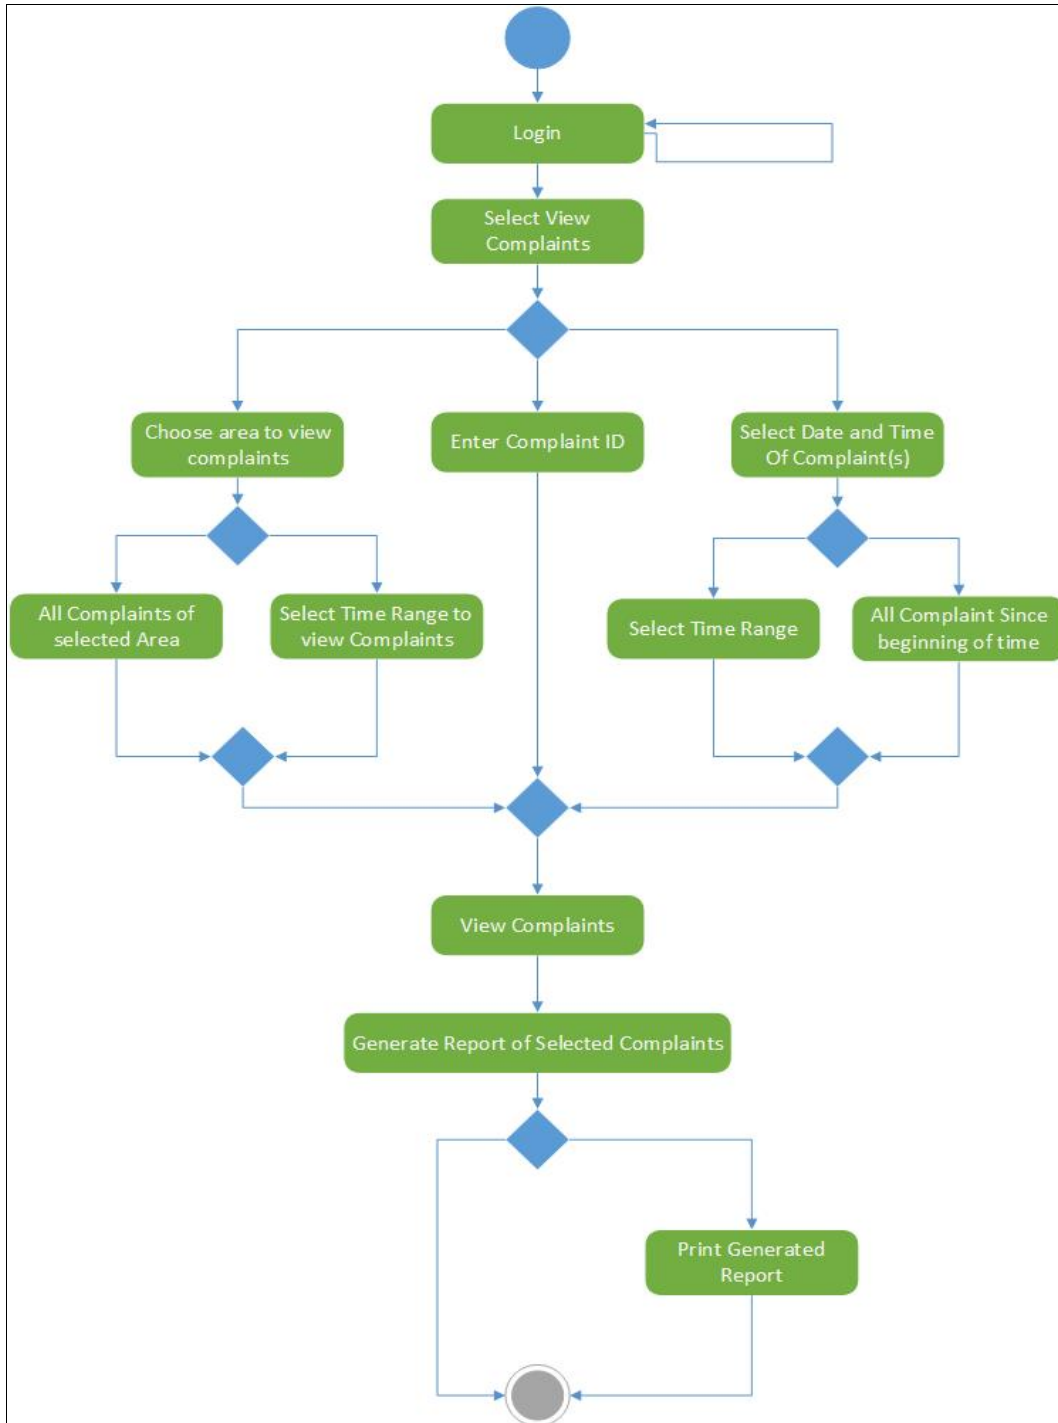 Login
Select View
Complaints
Choose area to view
complaints
Enter Complaint ID
Select Date and Time
Of Complaint(s)
All Complaints of
selected Area
Select Time Range to
view Complaints
Select Time Range
All Complaint Since
beginning of time
View Complaints
Generate Report of Selected Complaints
Print Generated
Report